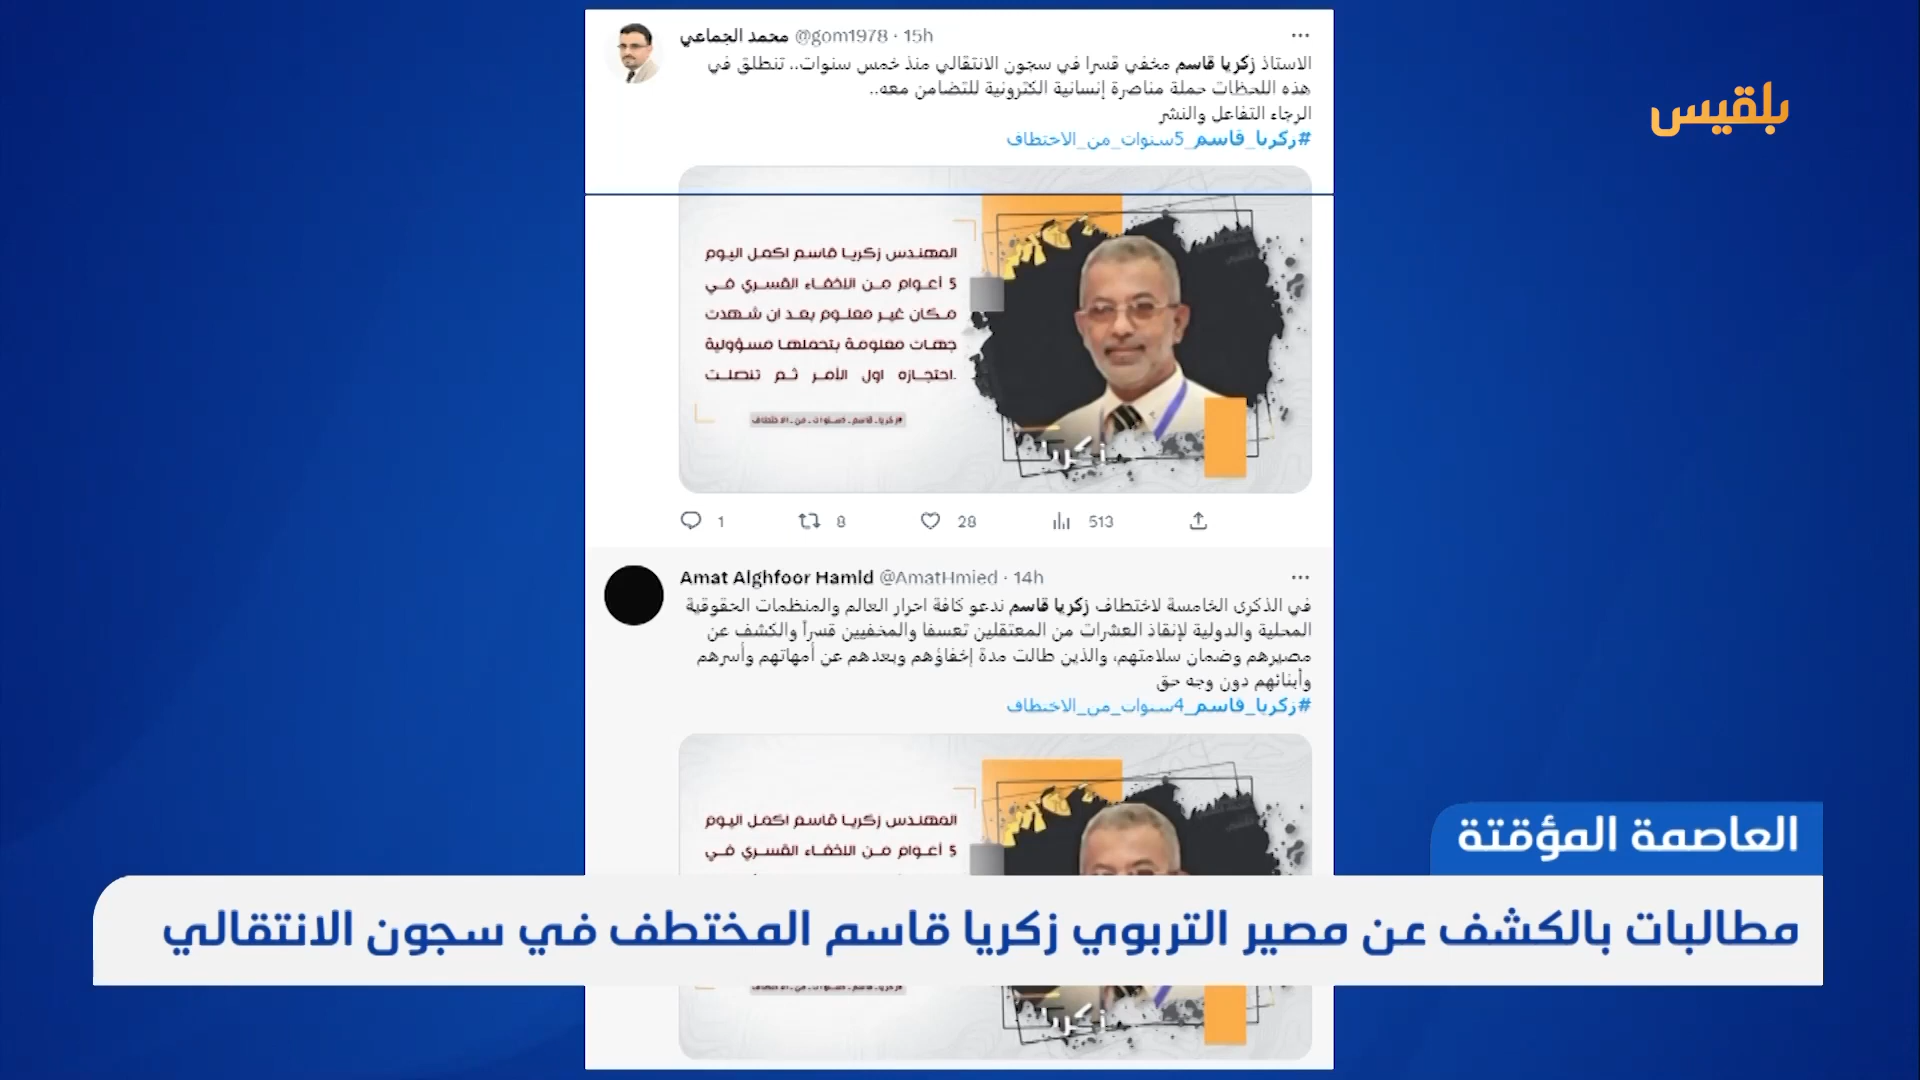 محمد الجماعي @gom1978 · 15h
الاستاذ زكريا قاسم مخفي قسرا في سجون الانتقالي منذ خمس سنوات.. تنطلق في
هذه اللحظات حملة مناصرة إنسانية الكترونية للتضامن معه..
الرجاء التفاعل والنشر
#زكريا_قاسم_5سنوات_من_الاختطاف
بلقيس
المهندس زكريا قاسم اكمل اليوم
5 أعوام من الاخفاء القسري في
مكان غير معلوم بعد ان شهدت
جهات معلومة بتحملها مسؤولية
احتجازه اول الأمر ثم تنصلت.
#زكريا_قاسم_5سنوات_من_الاختطاف
زكريا
1 8 28 513
Amat Alghfoor HamId @AmatHmied · 14h
في الذكرى الخامسة لاختطاف زكريا قاسم ندعو كافة احرار العالم والمنظمات الحقوقية
المحلية والدولية لإنقاذ العشرات من المعتقلين تعسفا والمخفيين قسراً والكشف عن
مصيرهم وضمان سلامتهم، والذين طالت مدة إخفاؤهم وبعدهم عن أمهاتهم وأسرهم
وأبنائهم دون وجه حق
#زكريا_قاسم_4سنوات_من_الاختطاف
المهندس زكريا قاسم اكمل اليوم
5 أعوام من الاخفاء القسري في
العاصمة المؤقتة
مطالبات بالكشف عن مصير التربوي زكريا قاسم المختطف في سجون الانتقالي
#زكريا_قاسم_5سنوات_من_الاختطاف
زكريا